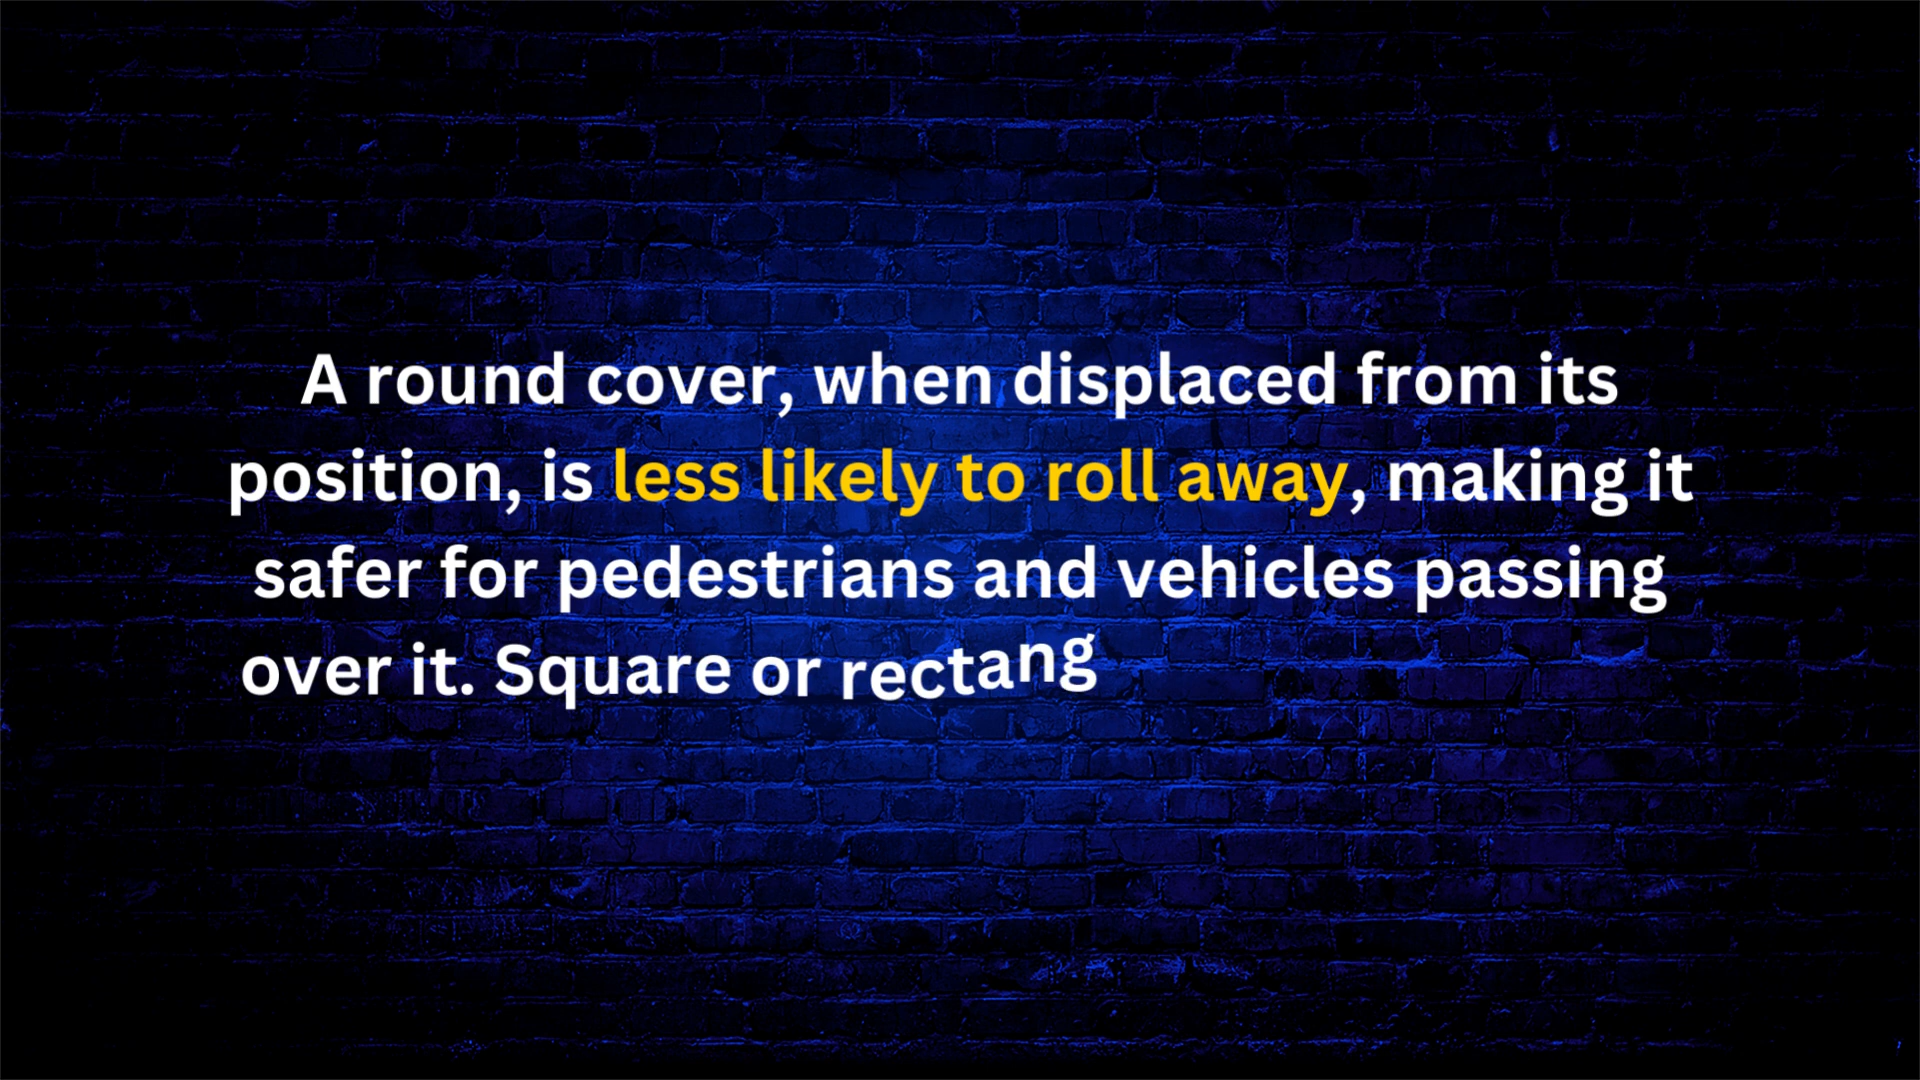 A round cover, when displaced from its
position, is less likely to roll away, making it
safer for pedestrians and vehicles passing
over it. Square or rectang